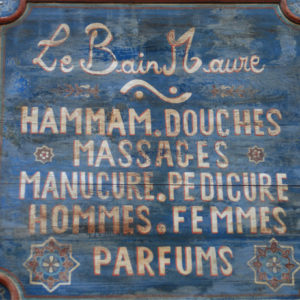 Le Bain Maure
HAMMAM. DOUCHES
MASSAGES
MANUCURE. PEDICURE
HOMMES. FEMMES
PARFUMS